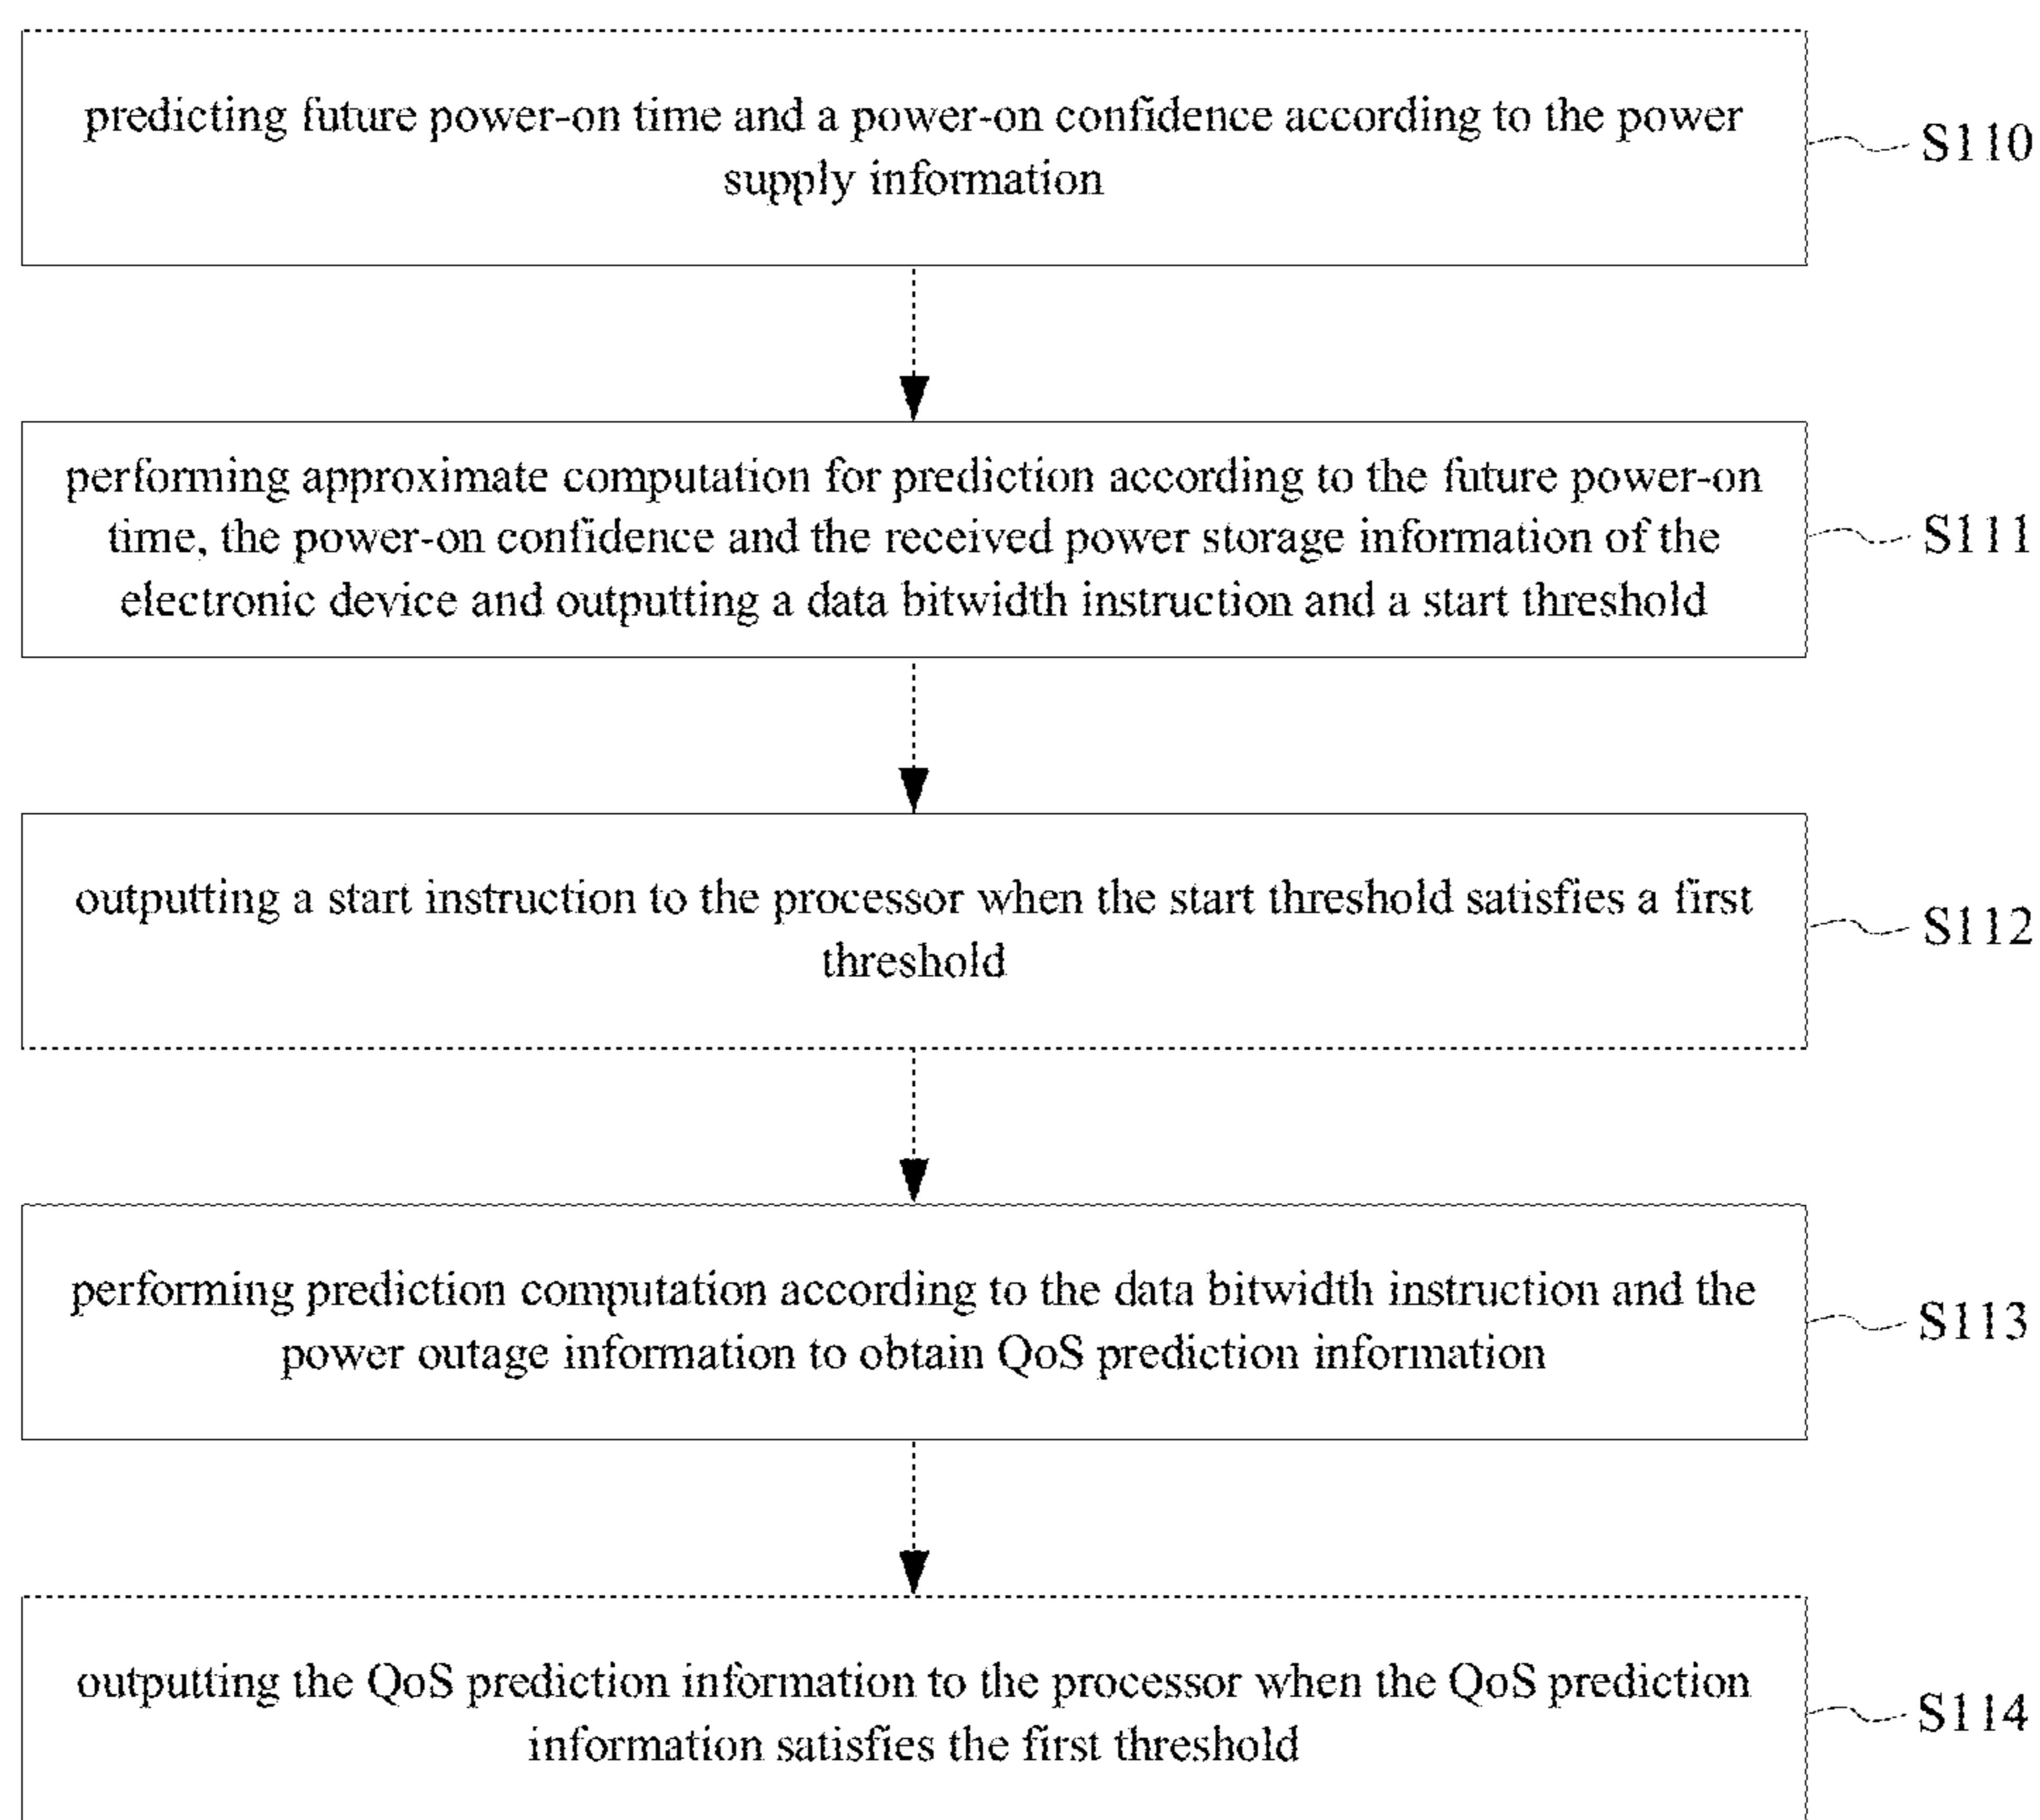 predicting future power-on time and a power-on confidence according to the power
supply information
S110
performing approximate computation for prediction according to the future power-on
time, the power-on confidence and the received power storage information of the
electronic device and outputting a data bitwidth instruction and a start threshold
S111
outputting a start instruction to the processor when the start threshold satisfies a first
threshold
S112
performing prediction computation according to the data bitwidth instruction and the
power outage information to obtain QoS prediction information
S113
outputting the QoS prediction information to the processor when the QoS prediction
information satisfies the first threshold
S114